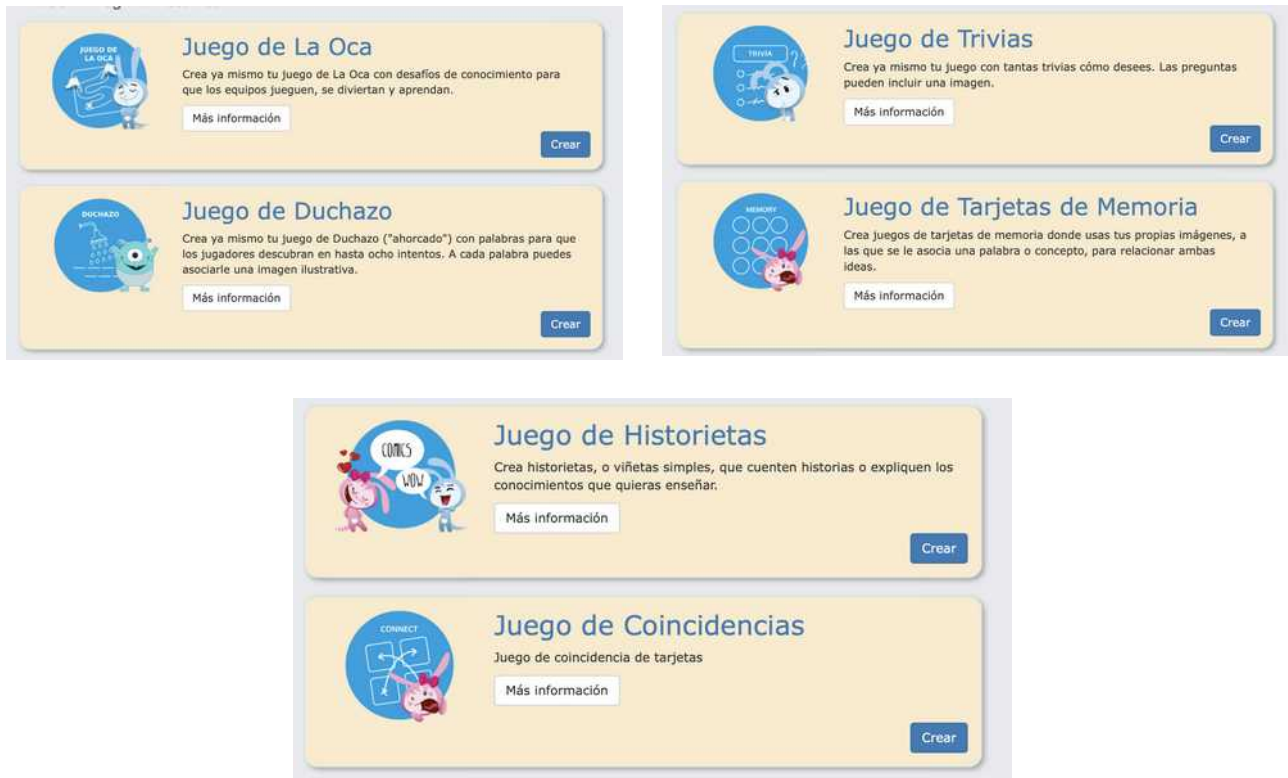 JUEGO DE
LA OCA
Juego de La Oca
Crea ya mismo tu juego de La Oca con desafíos de conocimiento para
que los equipos jueguen, se diviertan y aprendan.
Más información
Crear
DUCHAZO
Juego de Duchazo
Crea ya mismo tu juego de Duchazo ("ahorcado") con palabras para que
los jugadores descubran en hasta ocho intentos. A cada palabra puedes
asociarle una imagen ilustrativa.
Más información
Crear
TRIVIA
Juego de Trivias
Crea ya mismo tu juego con tantas trivias cómo desees. Las preguntas
pueden incluir una imagen.
Más información
Crear
MEMORY
Juego de Tarjetas de Memoria
Crea juegos de tarjetas de memoria donde usas tus propias imágenes, a
las que se le asocia una palabra o concepto, para relacionar ambas
ideas.
Más información
Crear
COMICS
WOW
Juego de Historietas
Crea historietas, o viñetas simples, que cuenten historias o expliquen los
conocimientos que quieras enseñar.
Más información
Crear
CONNECT
Juego de Coincidencias
Juego de coincidencia de tarjetas
Más información
Crear